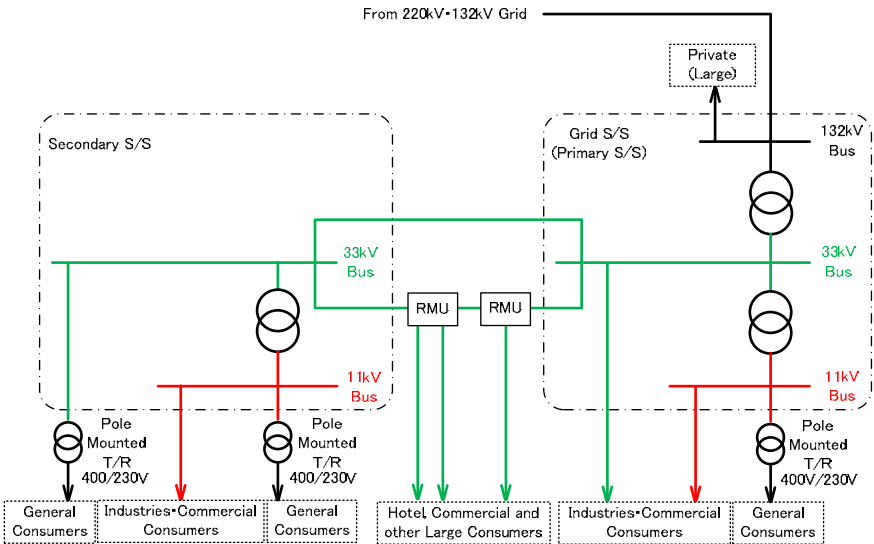 From 220kV・132kV Grid
Private
(Large)
Secondary S/S
Grid S/S
(Primary S/S)
132kV
Bus
33kV
Bus
33kV
Bus
RMU
RMU
11kV
Bus
11kV
Bus
Pole
Mounted
T/R
400/230V
Pole
Mounted
T/R
400/230V
Pole
Mounted
T/R
400V/230V
General
Consumers
Industries・Commercial
Consumers
General
Consumers
Hotel, Commercial and
other Large Consumers
Industries・Commercial
Consumers
General
Consumers